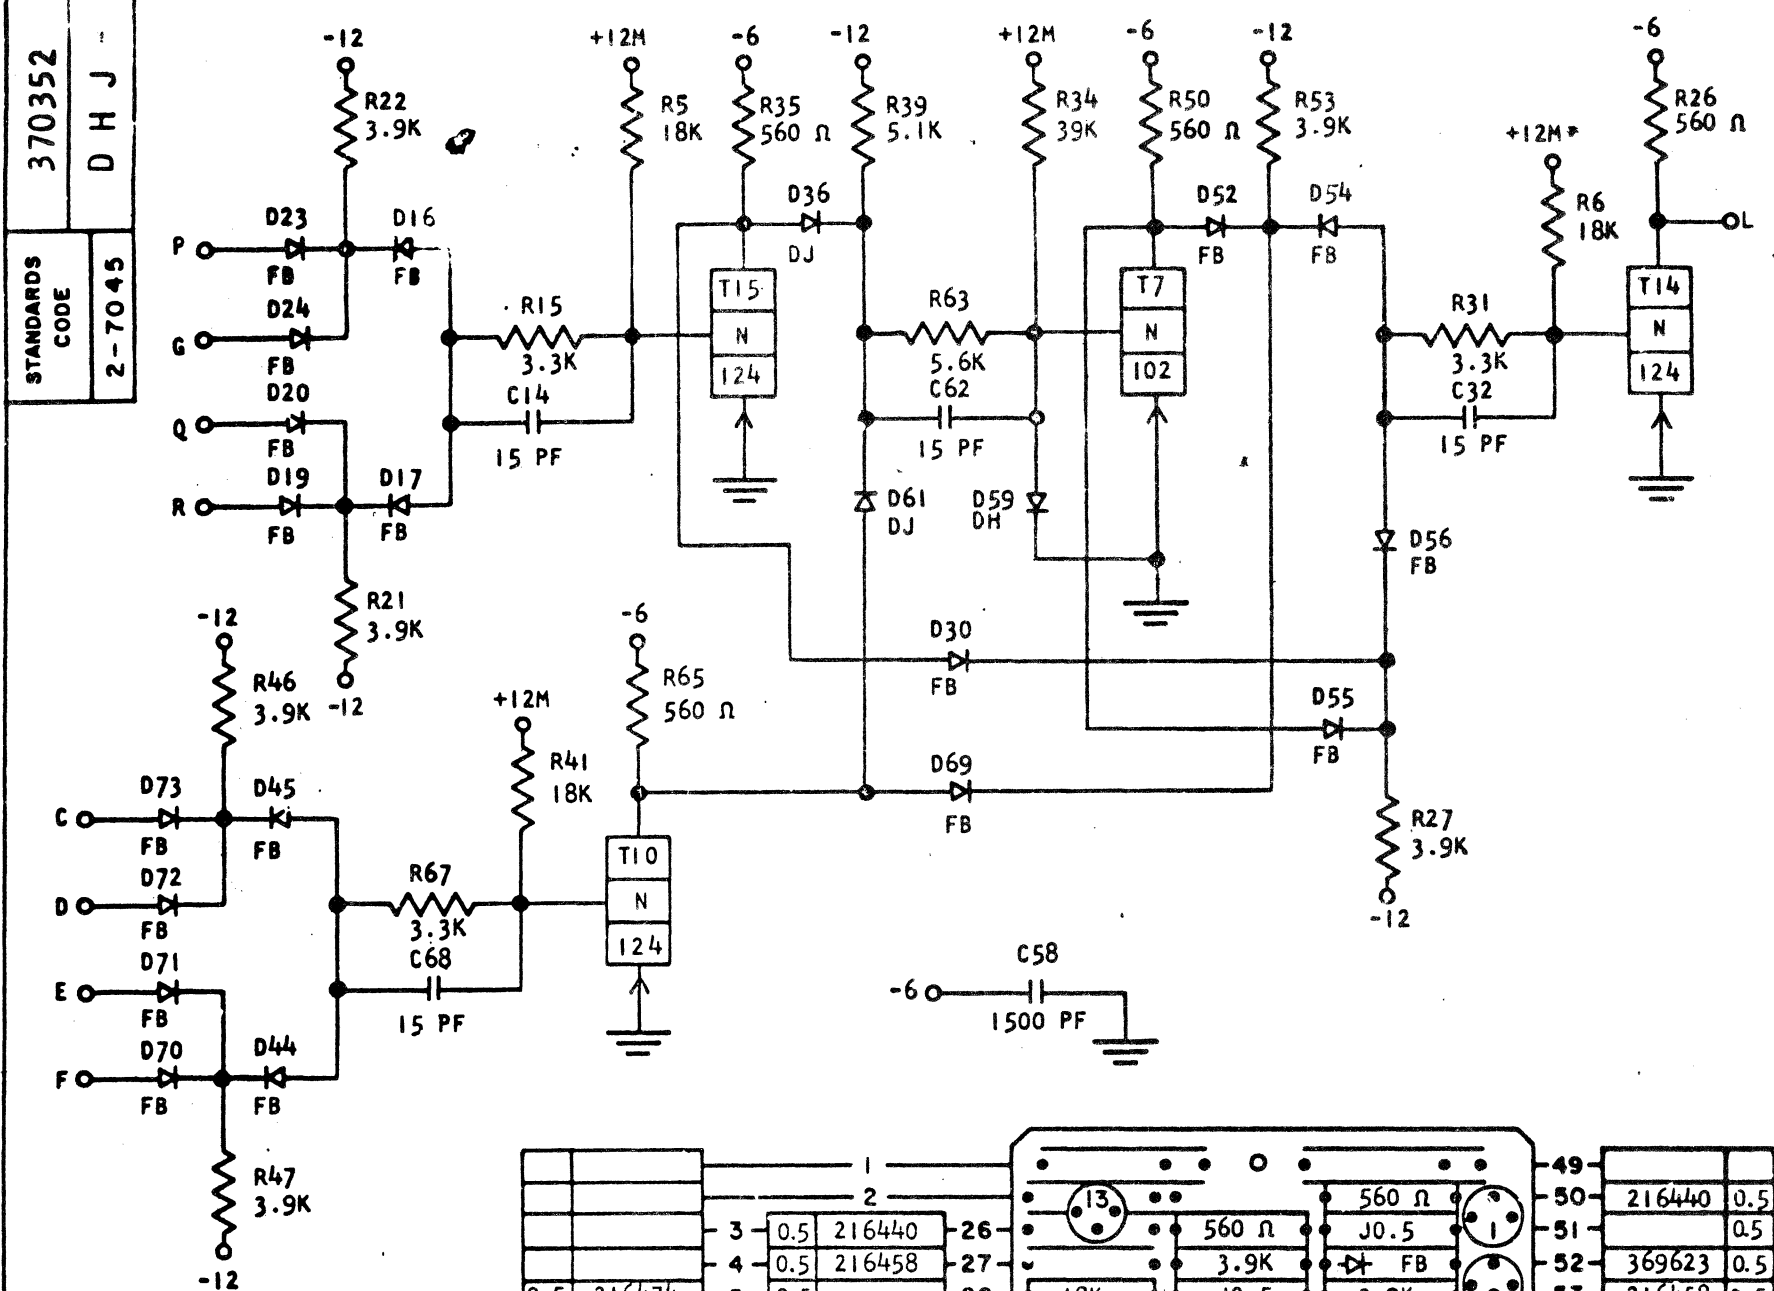 370352
D H J -
STANDARDS
CODE
2-7045
-12
+12M
-6
-12
+12M
-6
-12
-6
R22
3.9K
R5
18K
R35
560 Ω
R39
5.1K
R34
39K
R50
560 Ω
R53
3.9K
R26
560 Ω
+12M*
R6
18K
D23
P
FB
D16
FB
D24
G
FB
D20
Q
FB
D19
R
FB
D17
FB
R15
3.3K
C14
15 PF
D36
DJ
T15
N
124
R63
5.6K
C62
15 PF
D61
DJ
D59
DH
T7
N
102
D52
FB
D54
FB
R31
3.3K
C32
15 PF
T14
N
124
L
D56
FB
R21
3.9K
-12
-12
R46
3.9K
+12M
R41
18K
-6
R65
560 Ω
D30
FB
D55
FB
D69
FB
R27
3.9K
-12
D73
C
FB
D45
FB
D72
D
FB
D71
E
FB
D70
F
FB
D44
FB
R67
3.3K
C68
15 PF
T10
N
124
R47
3.9K
-12
C58
-6
1500 PF
1
2
3
0.5 216440
26
4
0.5 216458
27
13
560 Ω
3.9K
560 Ω
J0.5
FB
1
49
50
216440 0.5
51
0.5
52
369623 0.5